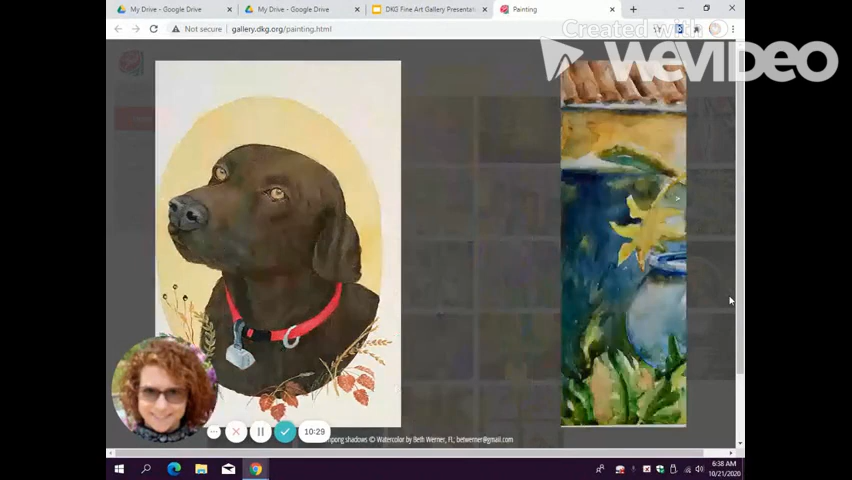 My Drive - Google Drive
My Drive - Google Drive
DKG Fine Art Gallery Presentati
Painting
Created with
WeVideo
Not secure | gallery.dkg.org/painting.html
>
10:29
pong shadows © Watercolor by Beth Werner, FL; betwerner@gmail.com
6:38 AM
10/21/2020